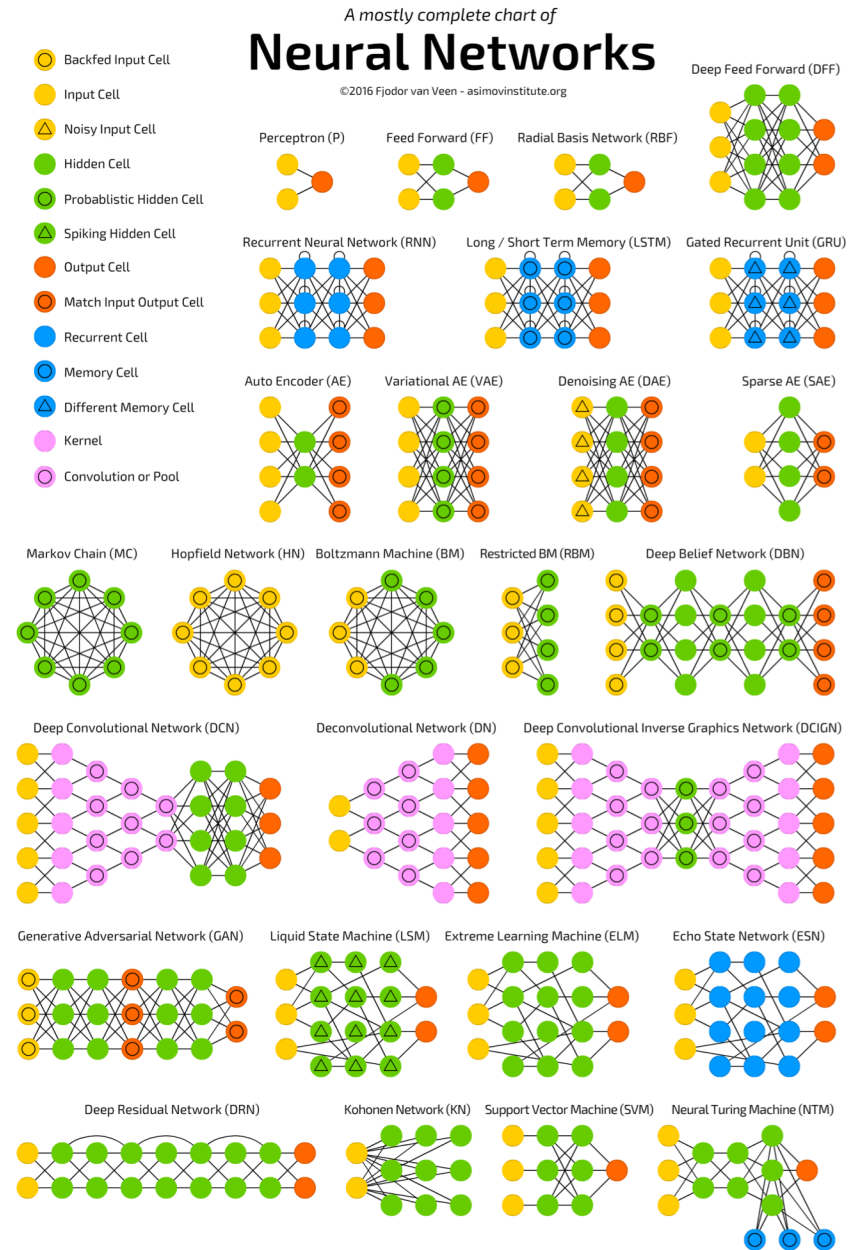 A mostly complete chart of
Neural Networks
©2016 Fjodor van Veen - asimovinstitute.org
Backfed Input Cell
Input Cell
Noisy Input Cell
Hidden Cell
Probablistic Hidden Cell
Spiking Hidden Cell
Output Cell
Match Input Output Cell
Recurrent Cell
Memory Cell
Different Memory Cell
Kernel
Convolution or Pool
Perceptron (P)
Feed Forward (FF)
Radial Basis Network (RBF)
Deep Feed Forward (DFF)
Recurrent Neural Network (RNN)
Long / Short Term Memory (LSTM)
Gated Recurrent Unit (GRU)
Auto Encoder (AE)
Variational AE (VAE)
Denoising AE (DAE)
Sparse AE (SAE)
Markov Chain (MC)
Hopfield Network (HN)
Boltzmann Machine (BM)
Restricted BM (RBM)
Deep Belief Network (DBN)
Deep Convolutional Network (DCN)
Deconvolutional Network (DN)
Deep Convolutional Inverse Graphics Network (DCIGN)
Generative Adversarial Network (GAN)
Liquid State Machine (LSM)
Extreme Learning Machine (ELM)
Echo State Network (ESN)
Deep Residual Network (DRN)
Kohonen Network (KN)
Support Vector Machine (SVM)
Neural Turing Machine (NTM)